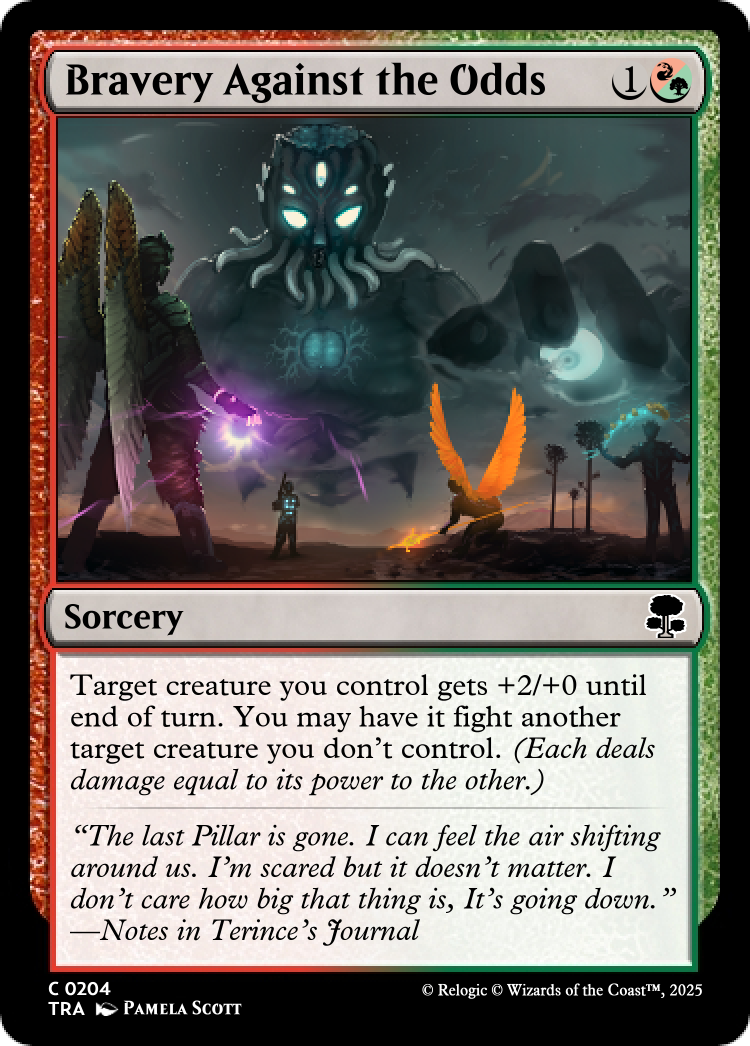 Bravery Against the Odds 1
Sorcery
Target creature you control gets +2/+0 until
end of turn. You may have it fight another
target creature you don't control. (Each deals
damage equal to its power to the other.)
“The last Pillar is gone. I can feel the air shifting
around us. I'm scared but it doesn't matter. I
don't care how big that thing is, It's going down.”
—Notes in Terince's Journal
C 0204
TRA PAMELA SCOTT
© Relogic © Wizards of the Coast™, 2025